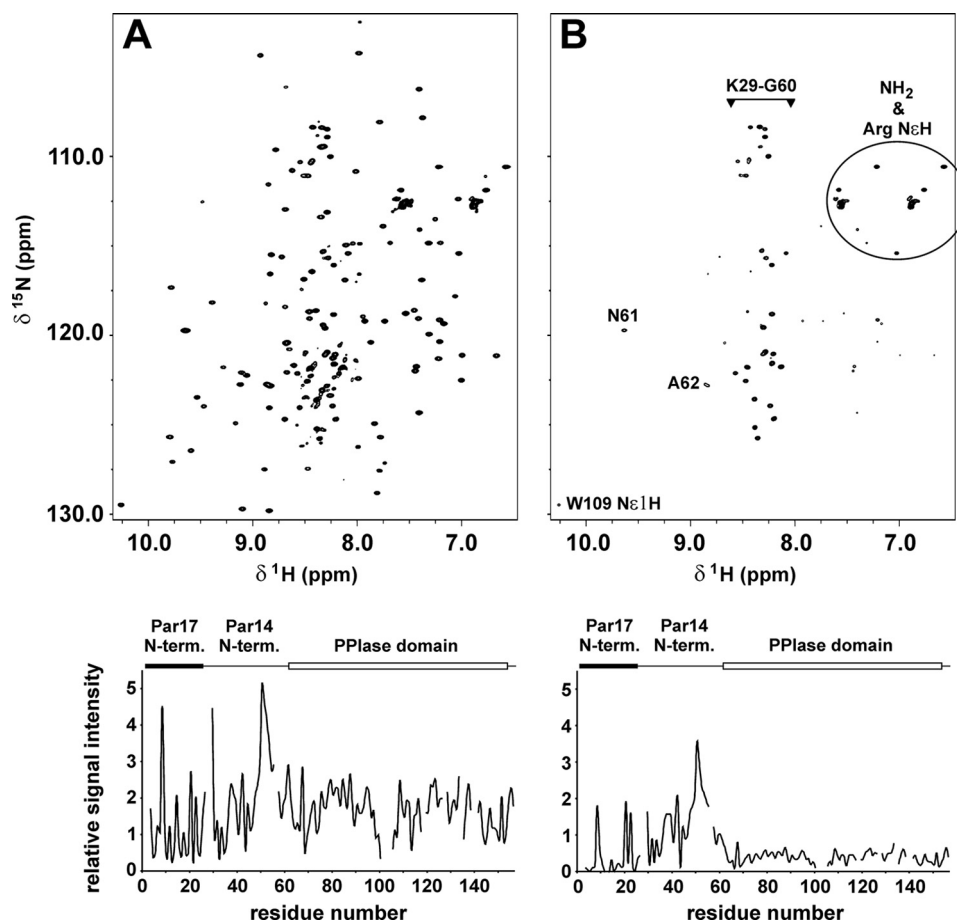 A
B
K29-G60
NH2
&
Arg NεH
N61
A62
W109 Nε1H
110.0
120.0
130.0
δ 15N (ppm)
10.0 9.0 8.0 7.0
δ 1H (ppm)
10.0 9.0 8.0 7.0
δ 1H (ppm)
Par17
N-term.
Par14
N-term.
PPIase domain
5
4
3
2
1
0
relative signal intensity
0 20 40 60 80 100 120 140
residue number
Par17
N-term.
Par14
N-term.
PPIase domain
5
4
3
2
1
0
0 20 40 60 80 100 120 140
residue number